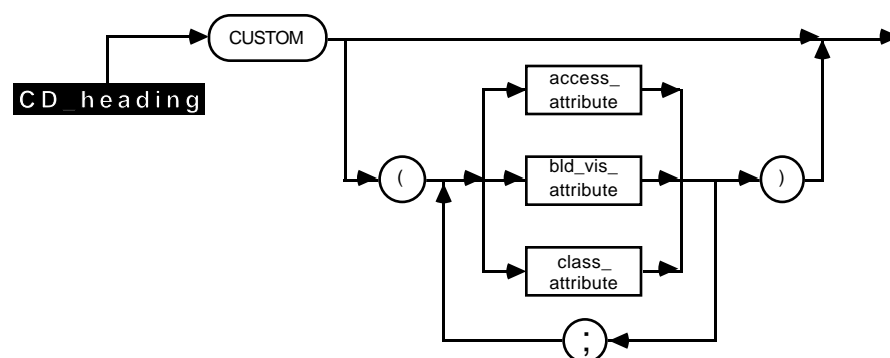 CUSTOM
CD_heading
access_
attribute
(
bld_vis_
attribute
)
class_
attribute
;